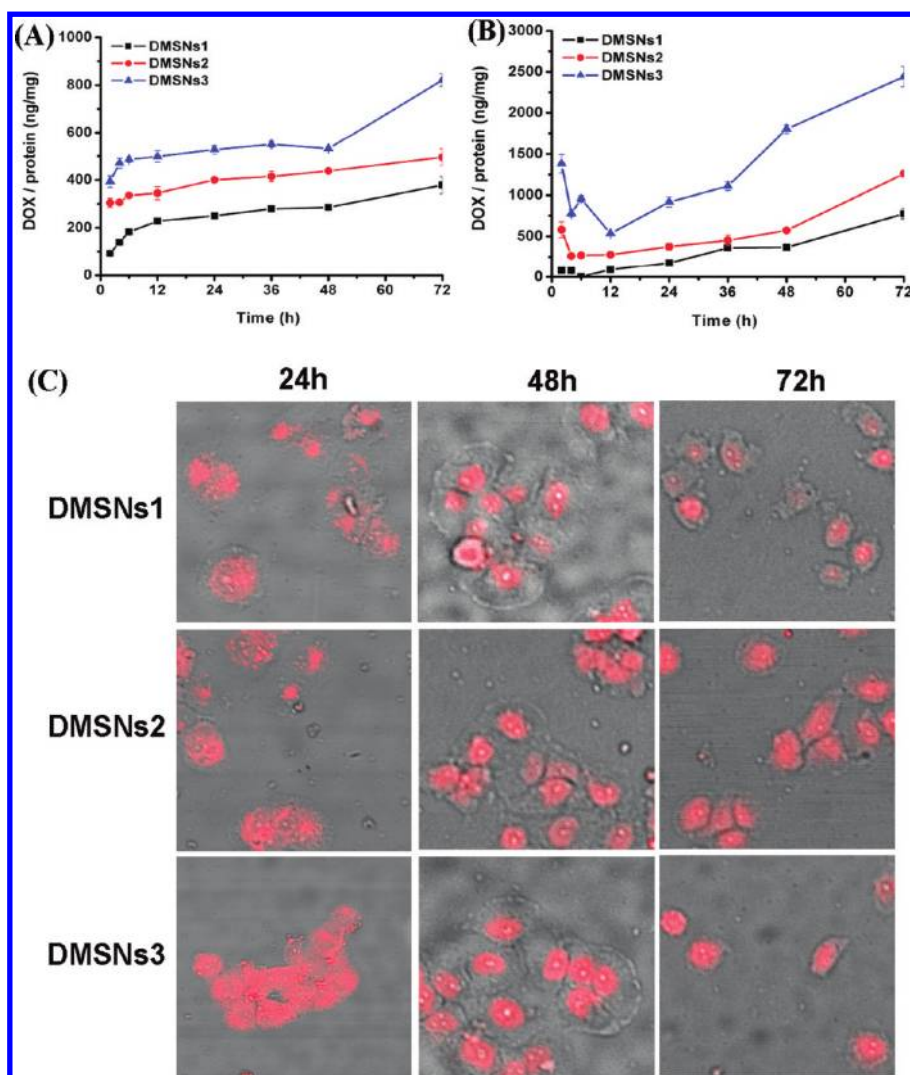 (A)
DMSNs1
DMSNs2
DMSNs3
DOX / protein (ng/mg)
1000
800
600
400
200
0
0 12 24 36 48 60 72
Time (h)
(B)
DMSNs1
DMSNs2
DMSNs3
DOX / protein (ng/mg)
3000
2500
2000
1500
1000
500
0
0 12 24 36 48 60 72
Time (h)
(C)
24h 48h 72h
DMSNs1
DMSNs2
DMSNs3